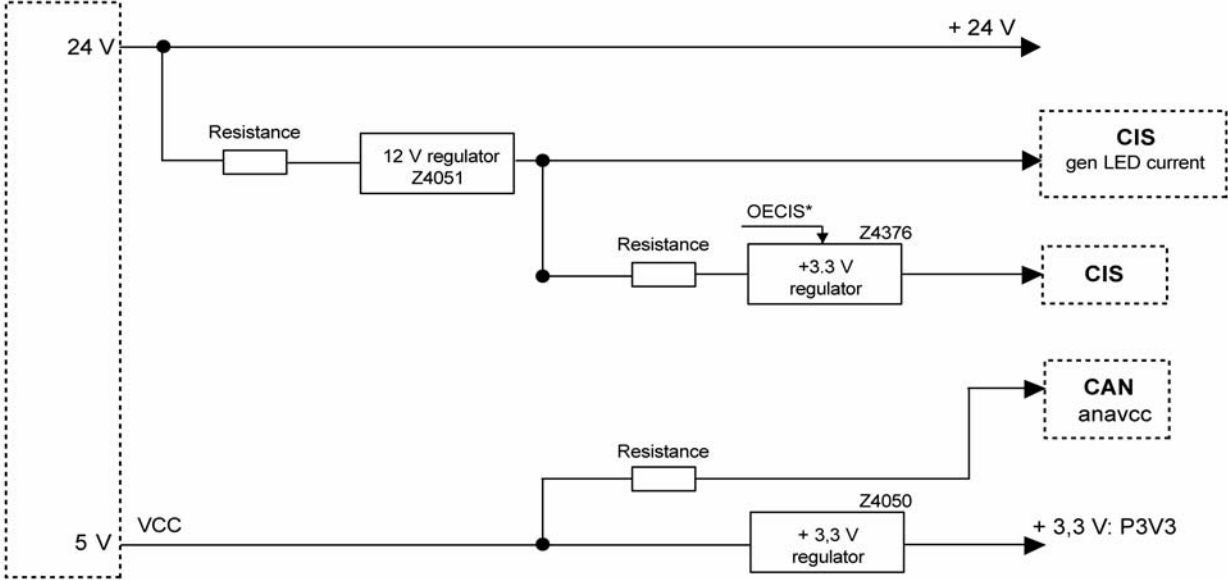 24 V
+ 24 V
Resistance
12 V regulator
Z4051
CIS
gen LED current
OECIS*
Z4376
Resistance
+3.3 V
regulator
CIS
CAN
anavcc
Resistance
Z4050
5 V
VCC
+ 3,3 V
regulator
+ 3,3 V: P3V3